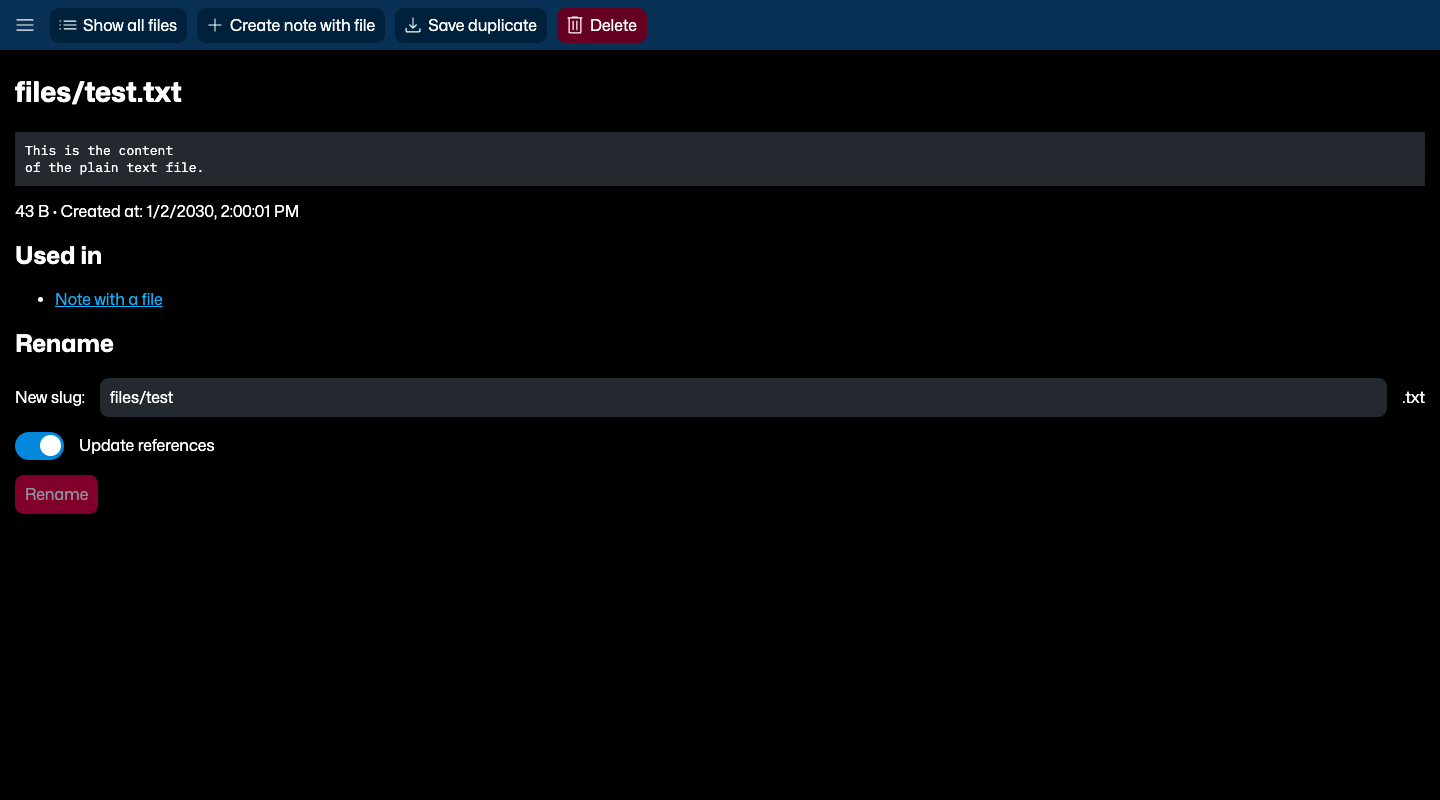 Show all files
Create note with file
Save duplicate
Delete
files/test.txt
This is the content
of the plain text file.
43 B • Created at: 1/2/2030, 2:00:01 PM
Used in
• Note with a file
Rename
New slug: files/test .txt
Update references
Rename